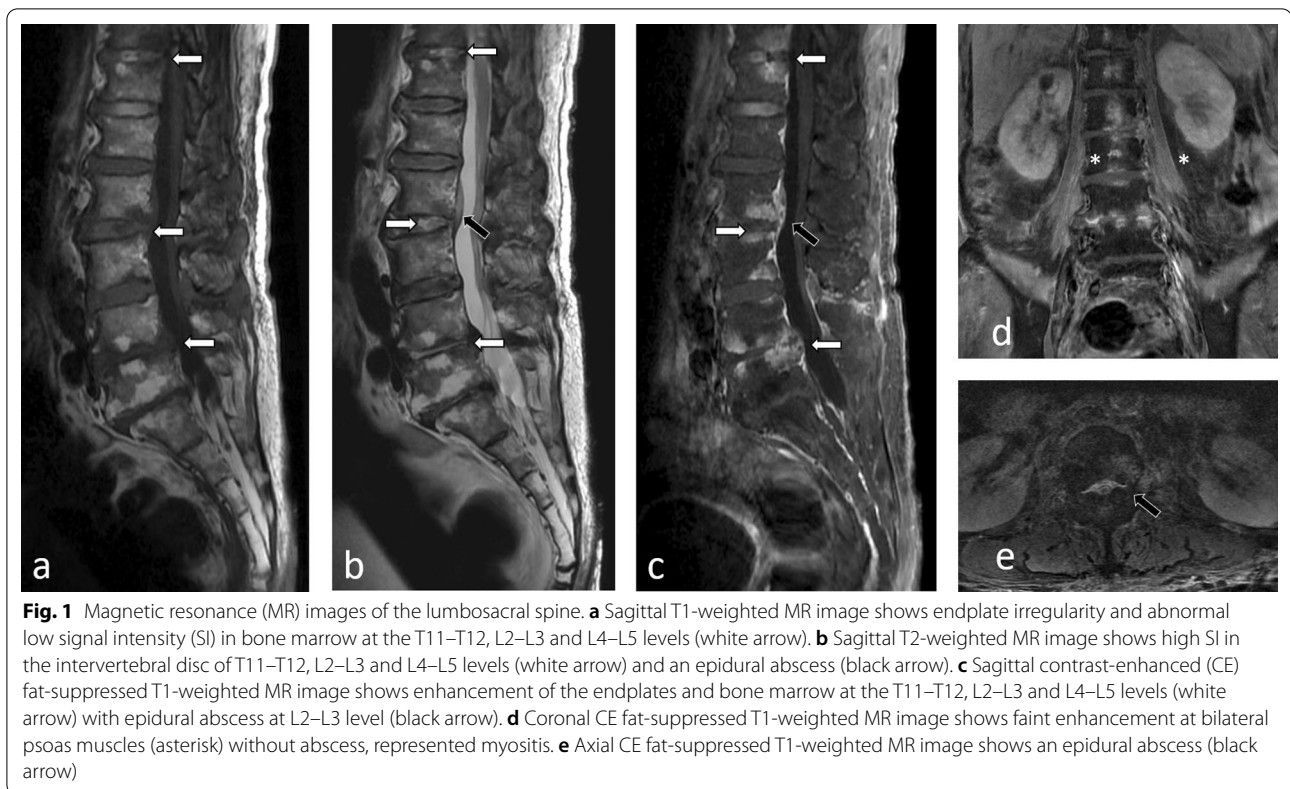 a
b
c
d
e
Fig. 1 Magnetic resonance (MR) images of the lumbosacral spine. a Sagittal T1-weighted MR image shows endplate irregularity and abnormal
low signal intensity (SI) in bone marrow at the T11–T12, L2–L3 and L4–L5 levels (white arrow). b Sagittal T2-weighted MR image shows high SI in
the intervertebral disc of T11–T12, L2–L3 and L4–L5 levels (white arrow) and an epidural abscess (black arrow). c Sagittal contrast-enhanced (CE)
fat-suppressed T1-weighted MR image shows enhancement of the endplates and bone marrow at the T11–T12, L2–L3 and L4–L5 levels (white
arrow) with epidural abscess at L2–L3 level (black arrow). d Coronal CE fat-suppressed T1-weighted MR image shows faint enhancement at bilateral
psoas muscles (asterisk) without abscess, represented myositis. e Axial CE fat-suppressed T1-weighted MR image shows an epidural abscess (black
arrow)